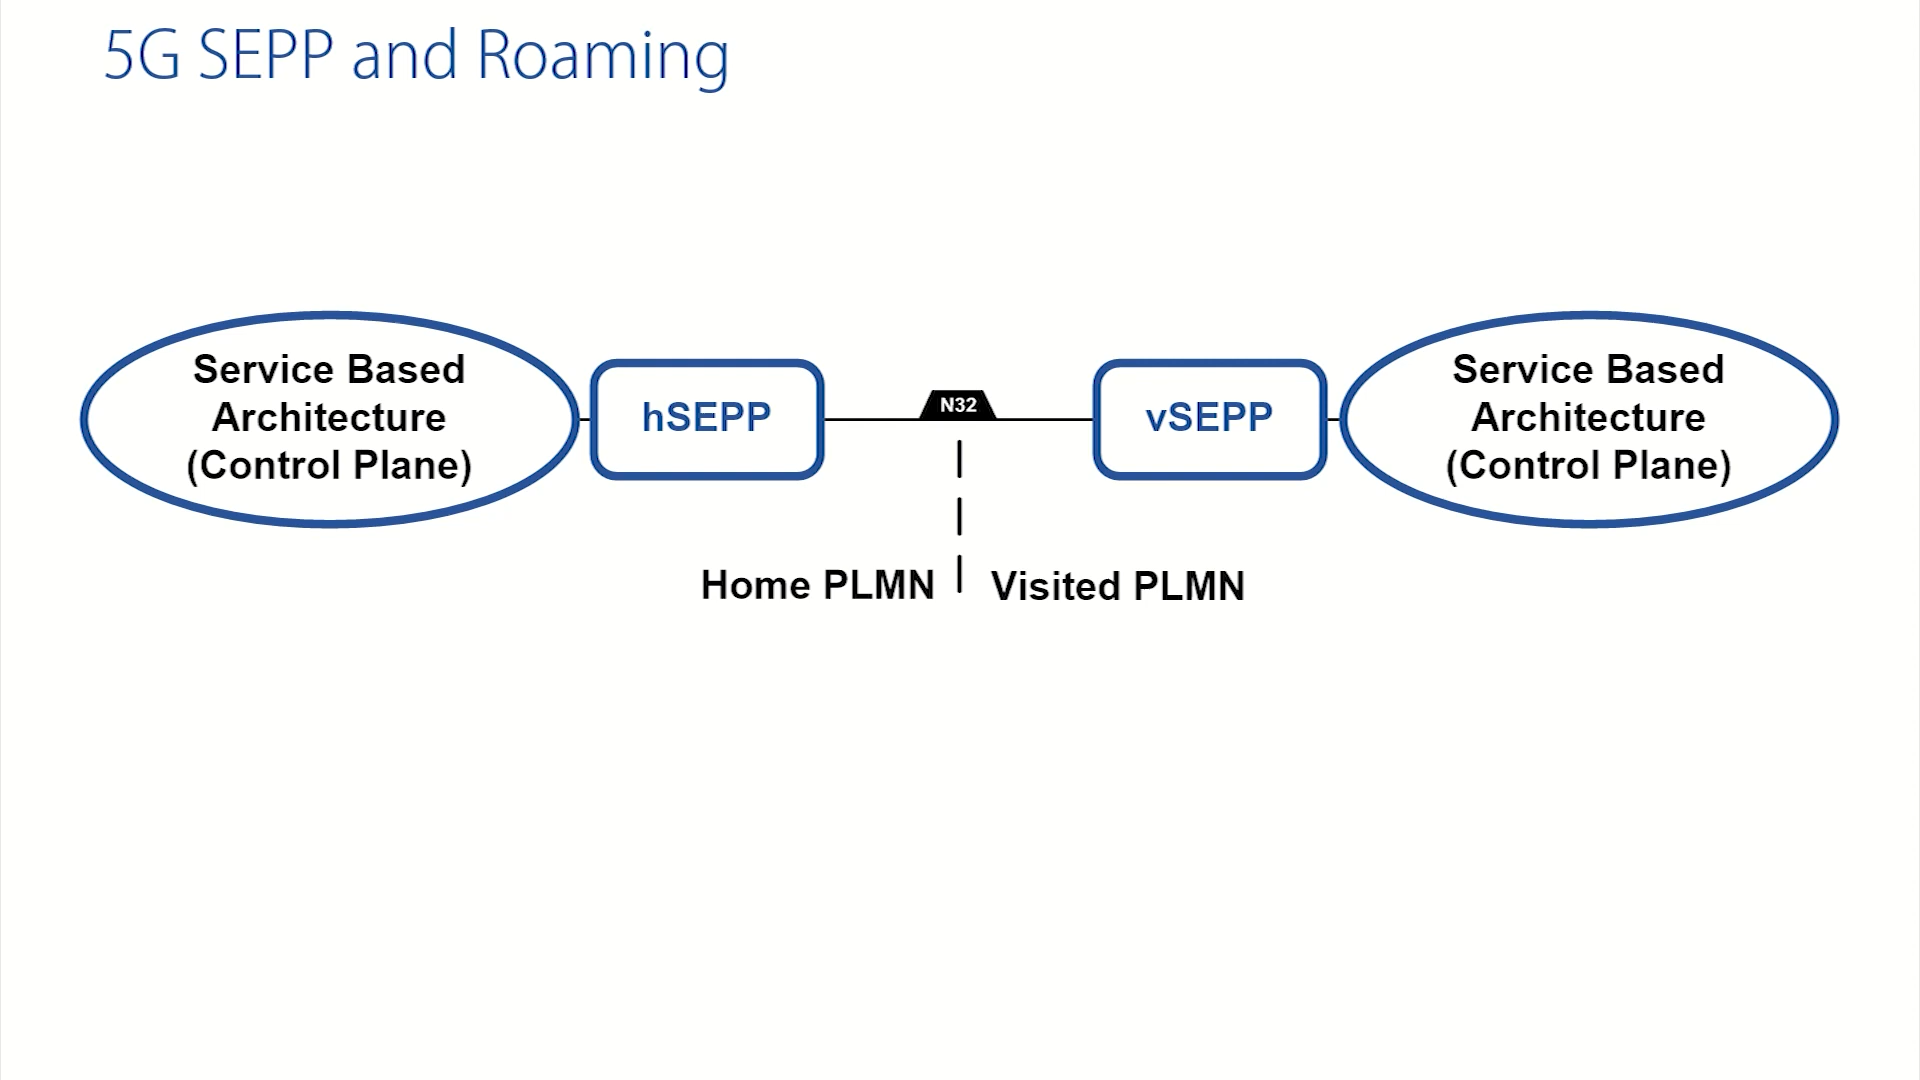 5G SEPP and Roaming
Service Based
Architecture
(Control Plane)
hSEPP
N32
vSEPP
Service Based
Architecture
(Control Plane)
Home PLMN
Visited PLMN